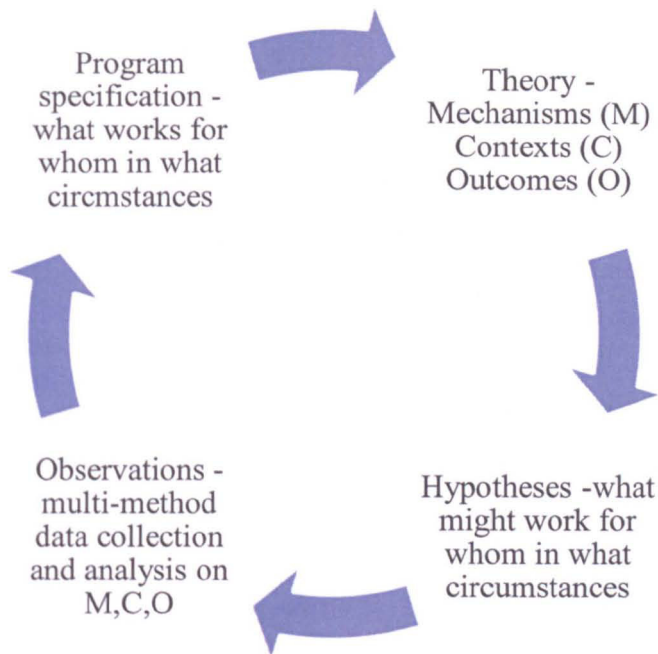 Program
specification -
what works for
whom in what
circmstances
Theory -
Mechanisms (M)
Contexts (C)
Outcomes (O)
Hypotheses -what
might work for
whom in what
circumstances
Observations -
multi-method
data collection
and analysis on
M,C,O